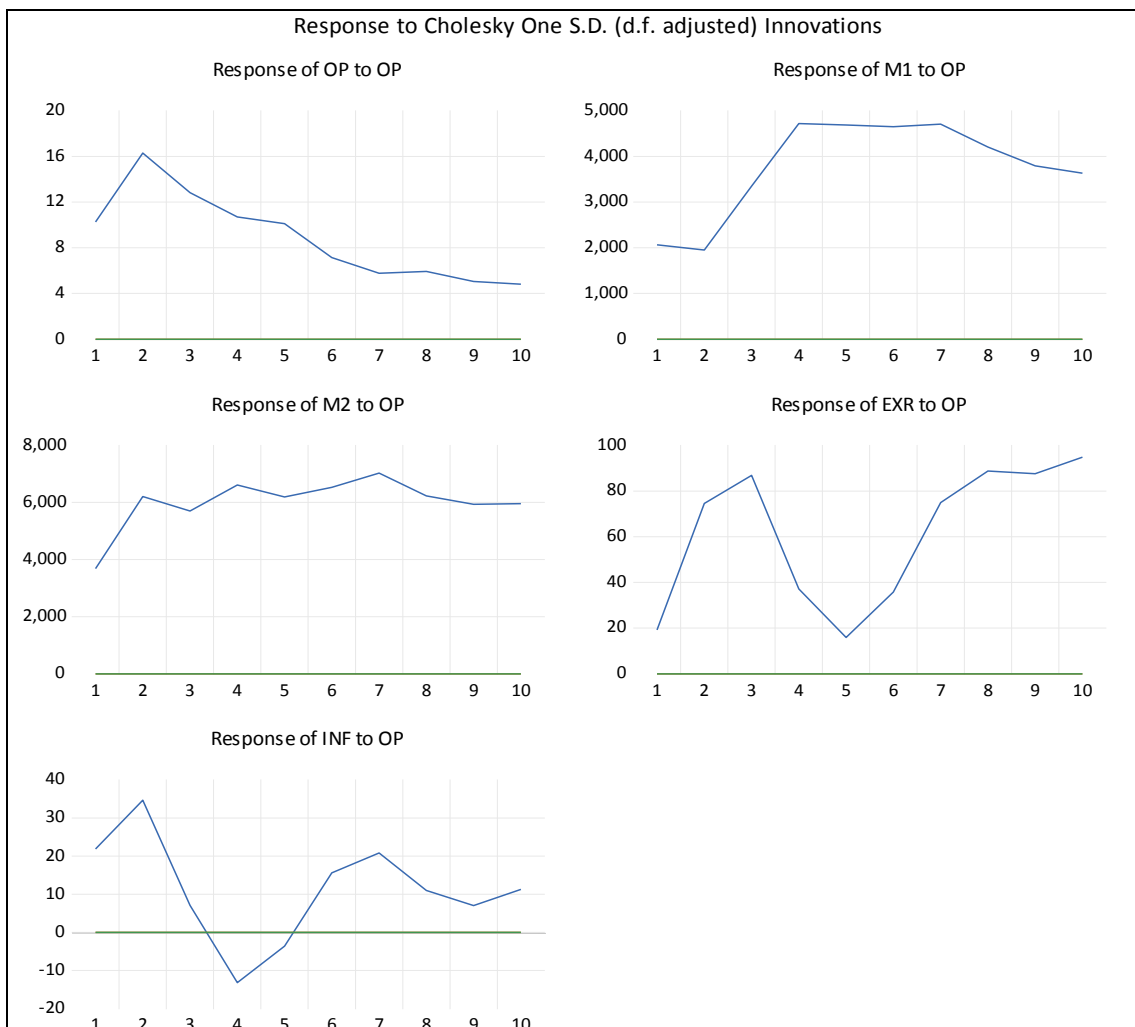 Response to Cholesky One S.D. (d.f. adjusted) Innovations
Response of OP to OP
20
16
12
8
4
0
1 2 3 4 5 6 7 8 9 10
Response of M1 to OP
5,000
4,000
3,000
2,000
1,000
0
1 2 3 4 5 6 7 8 9 10
Response of M2 to OP
8,000
6,000
4,000
2,000
0
1 2 3 4 5 6 7 8 9 10
Response of EXR to OP
100
80
60
40
20
0
1 2 3 4 5 6 7 8 9 10
Response of INF to OP
40
30
20
10
0
-10
-20
1 2 3 4 5 6 7 8 9 10